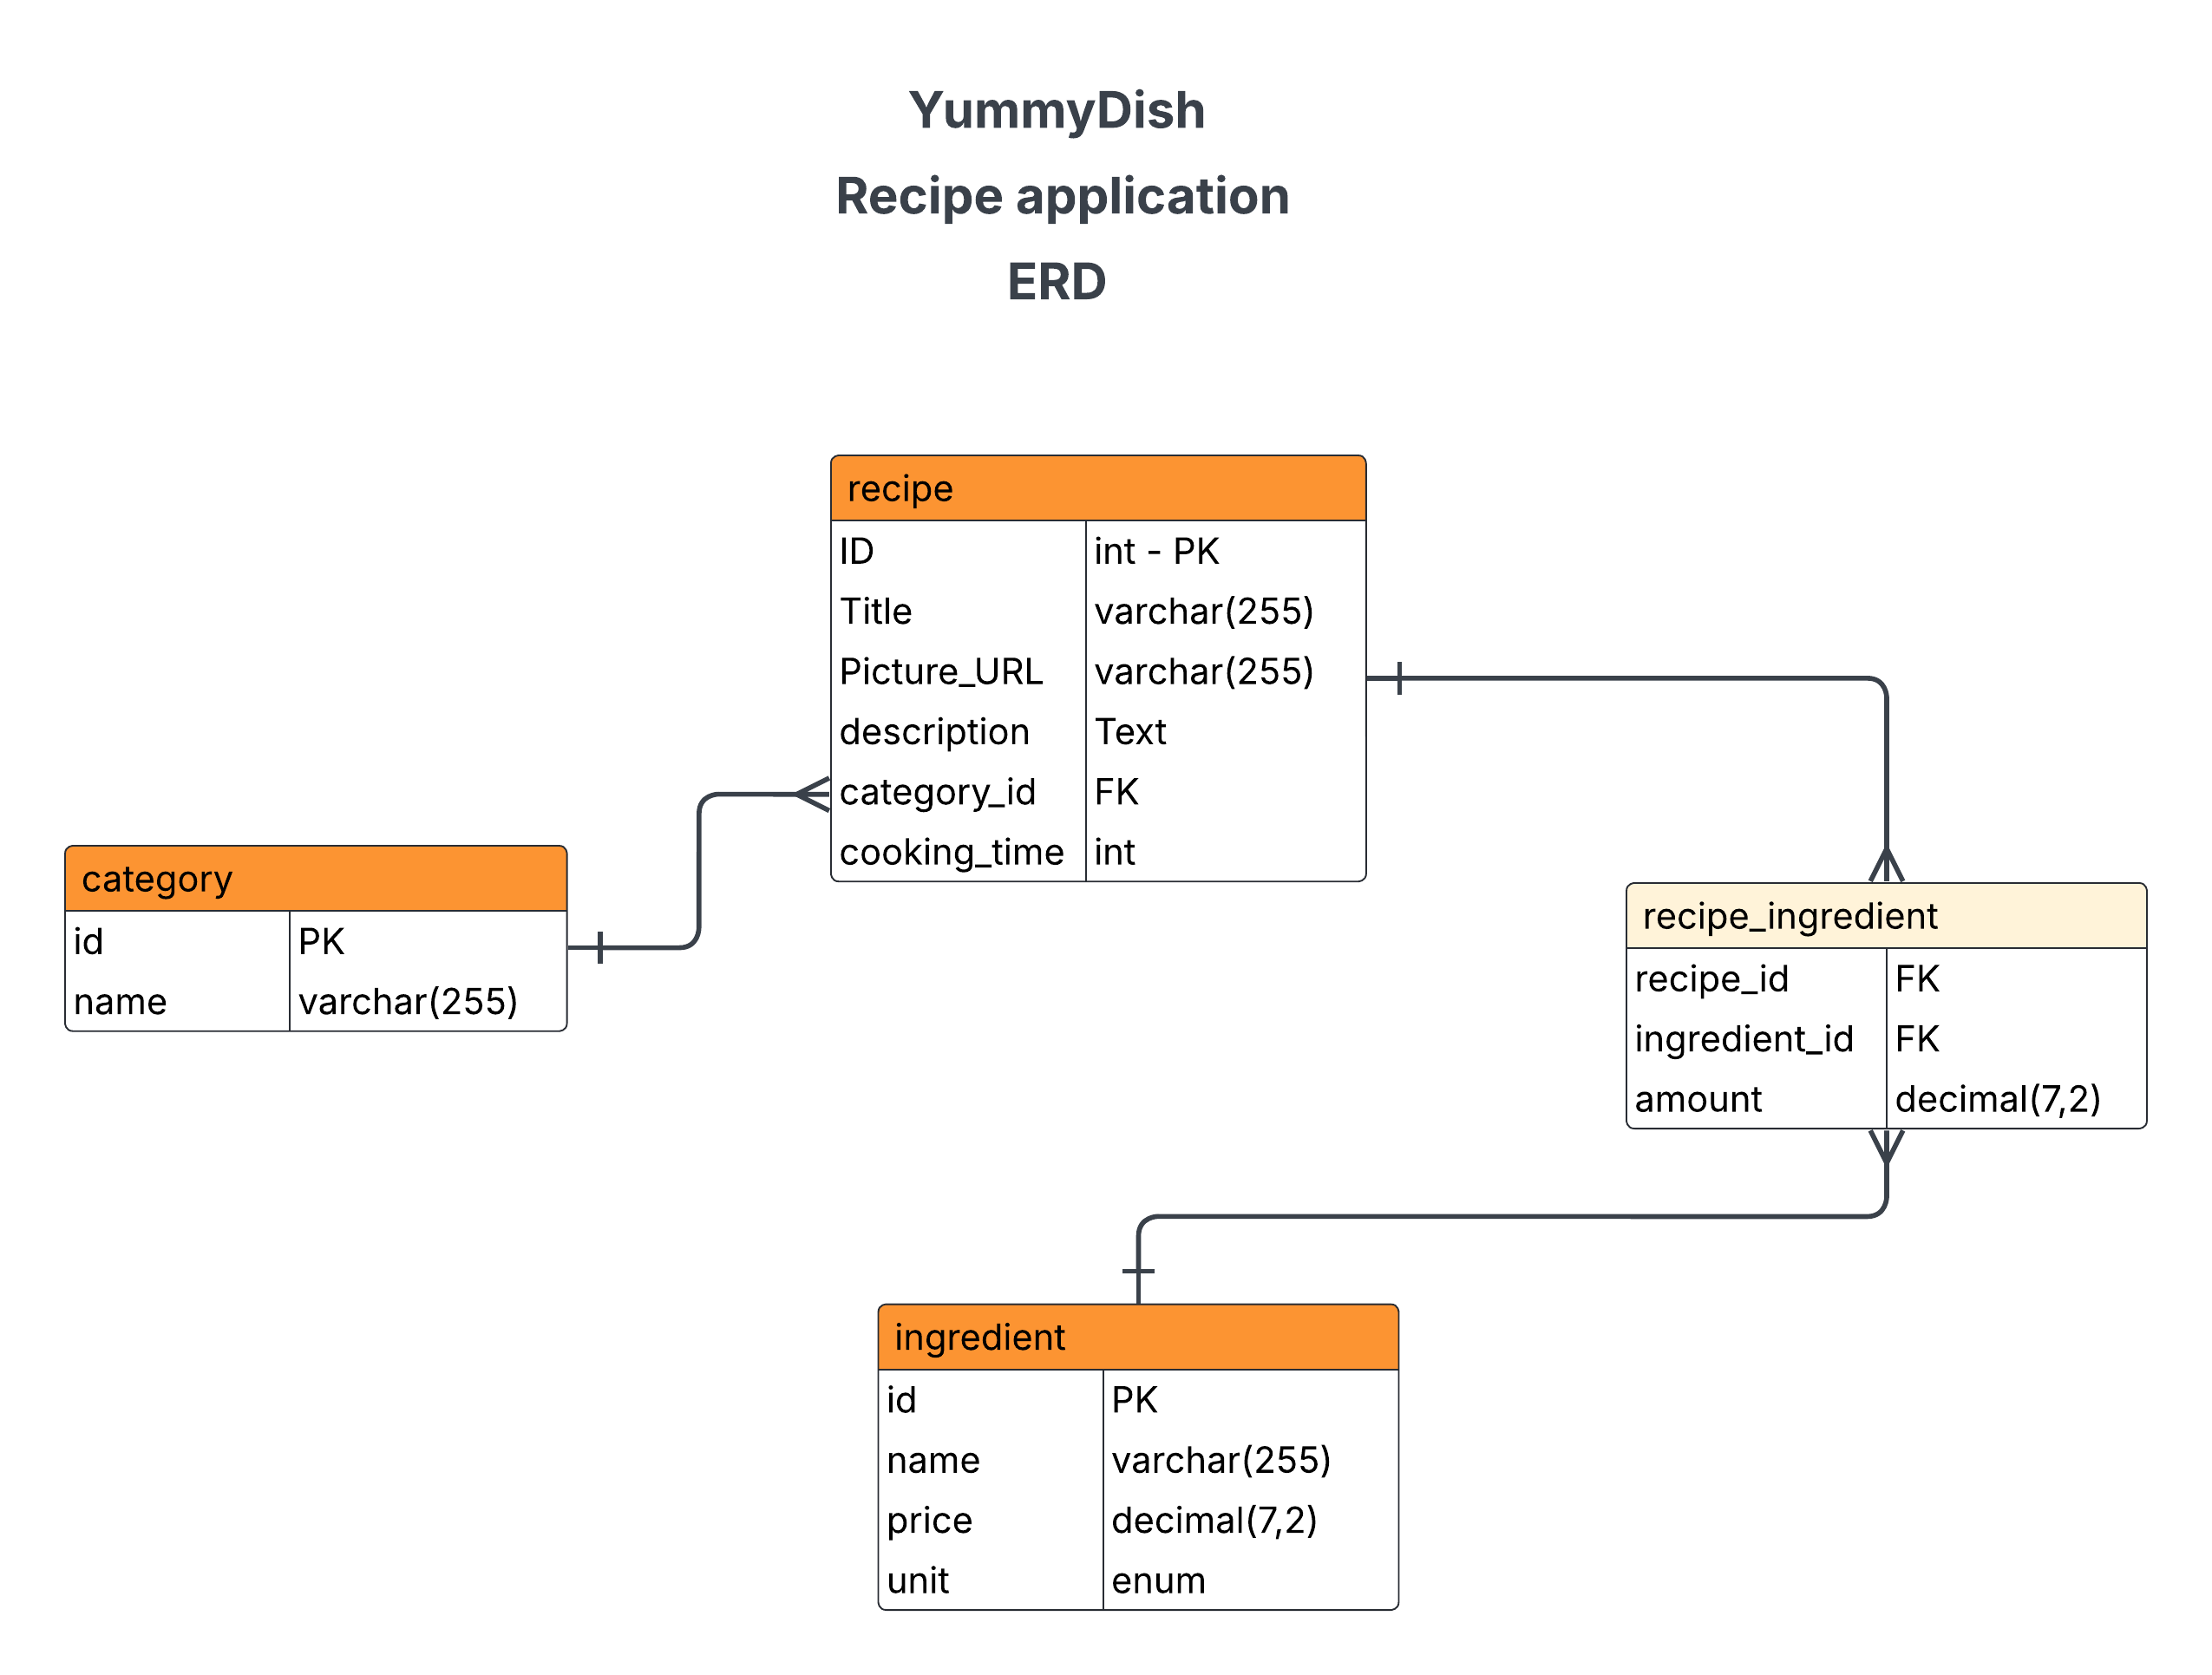 YummyDish
Recipe application
ERD
recipe
ID int - PK
Title varchar(255)
Picture_URL varchar(255)
description Text
category_id FK
cooking_time int
category
id PK
name varchar(255)
recipe_ingredient
recipe_id FK
ingredient_id FK
amount decimal(7,2)
ingredient
id PK
name varchar(255)
price decimal(7,2)
unit enum